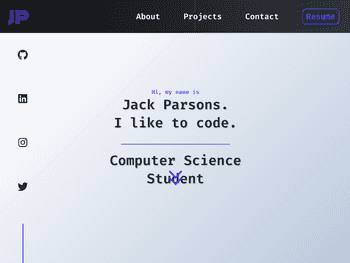 JP
About
Projects
Contact
Resume
Hi, my name is
Jack Parsons.
I like to code.
Computer Science
Student